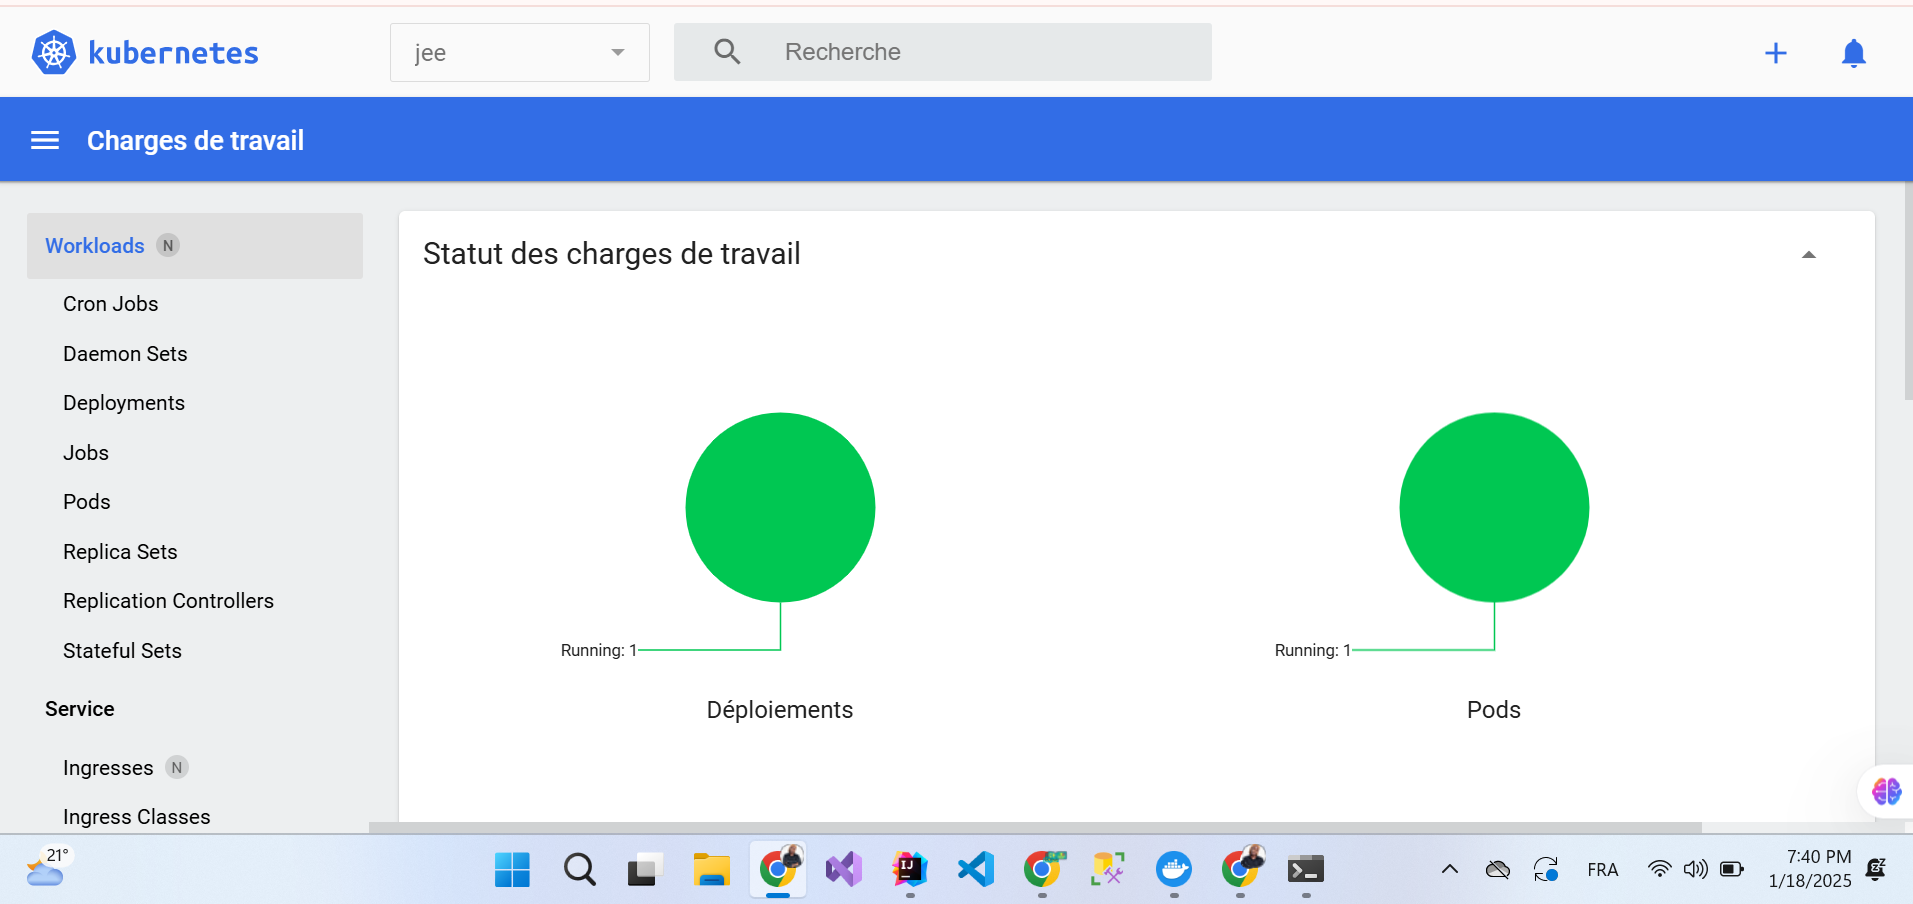 kubernetes
jee
Recherche
Charges de travail
Workloads N
Cron Jobs
Daemon Sets
Deployments
Jobs
Pods
Replica Sets
Replication Controllers
Stateful Sets
Service
Ingresses N
Ingress Classes
Statut des charges de travail
Running: 1
Déploiements
Running: 1
Pods
21°
IJ
FRA
7:40 PM
1/18/2025